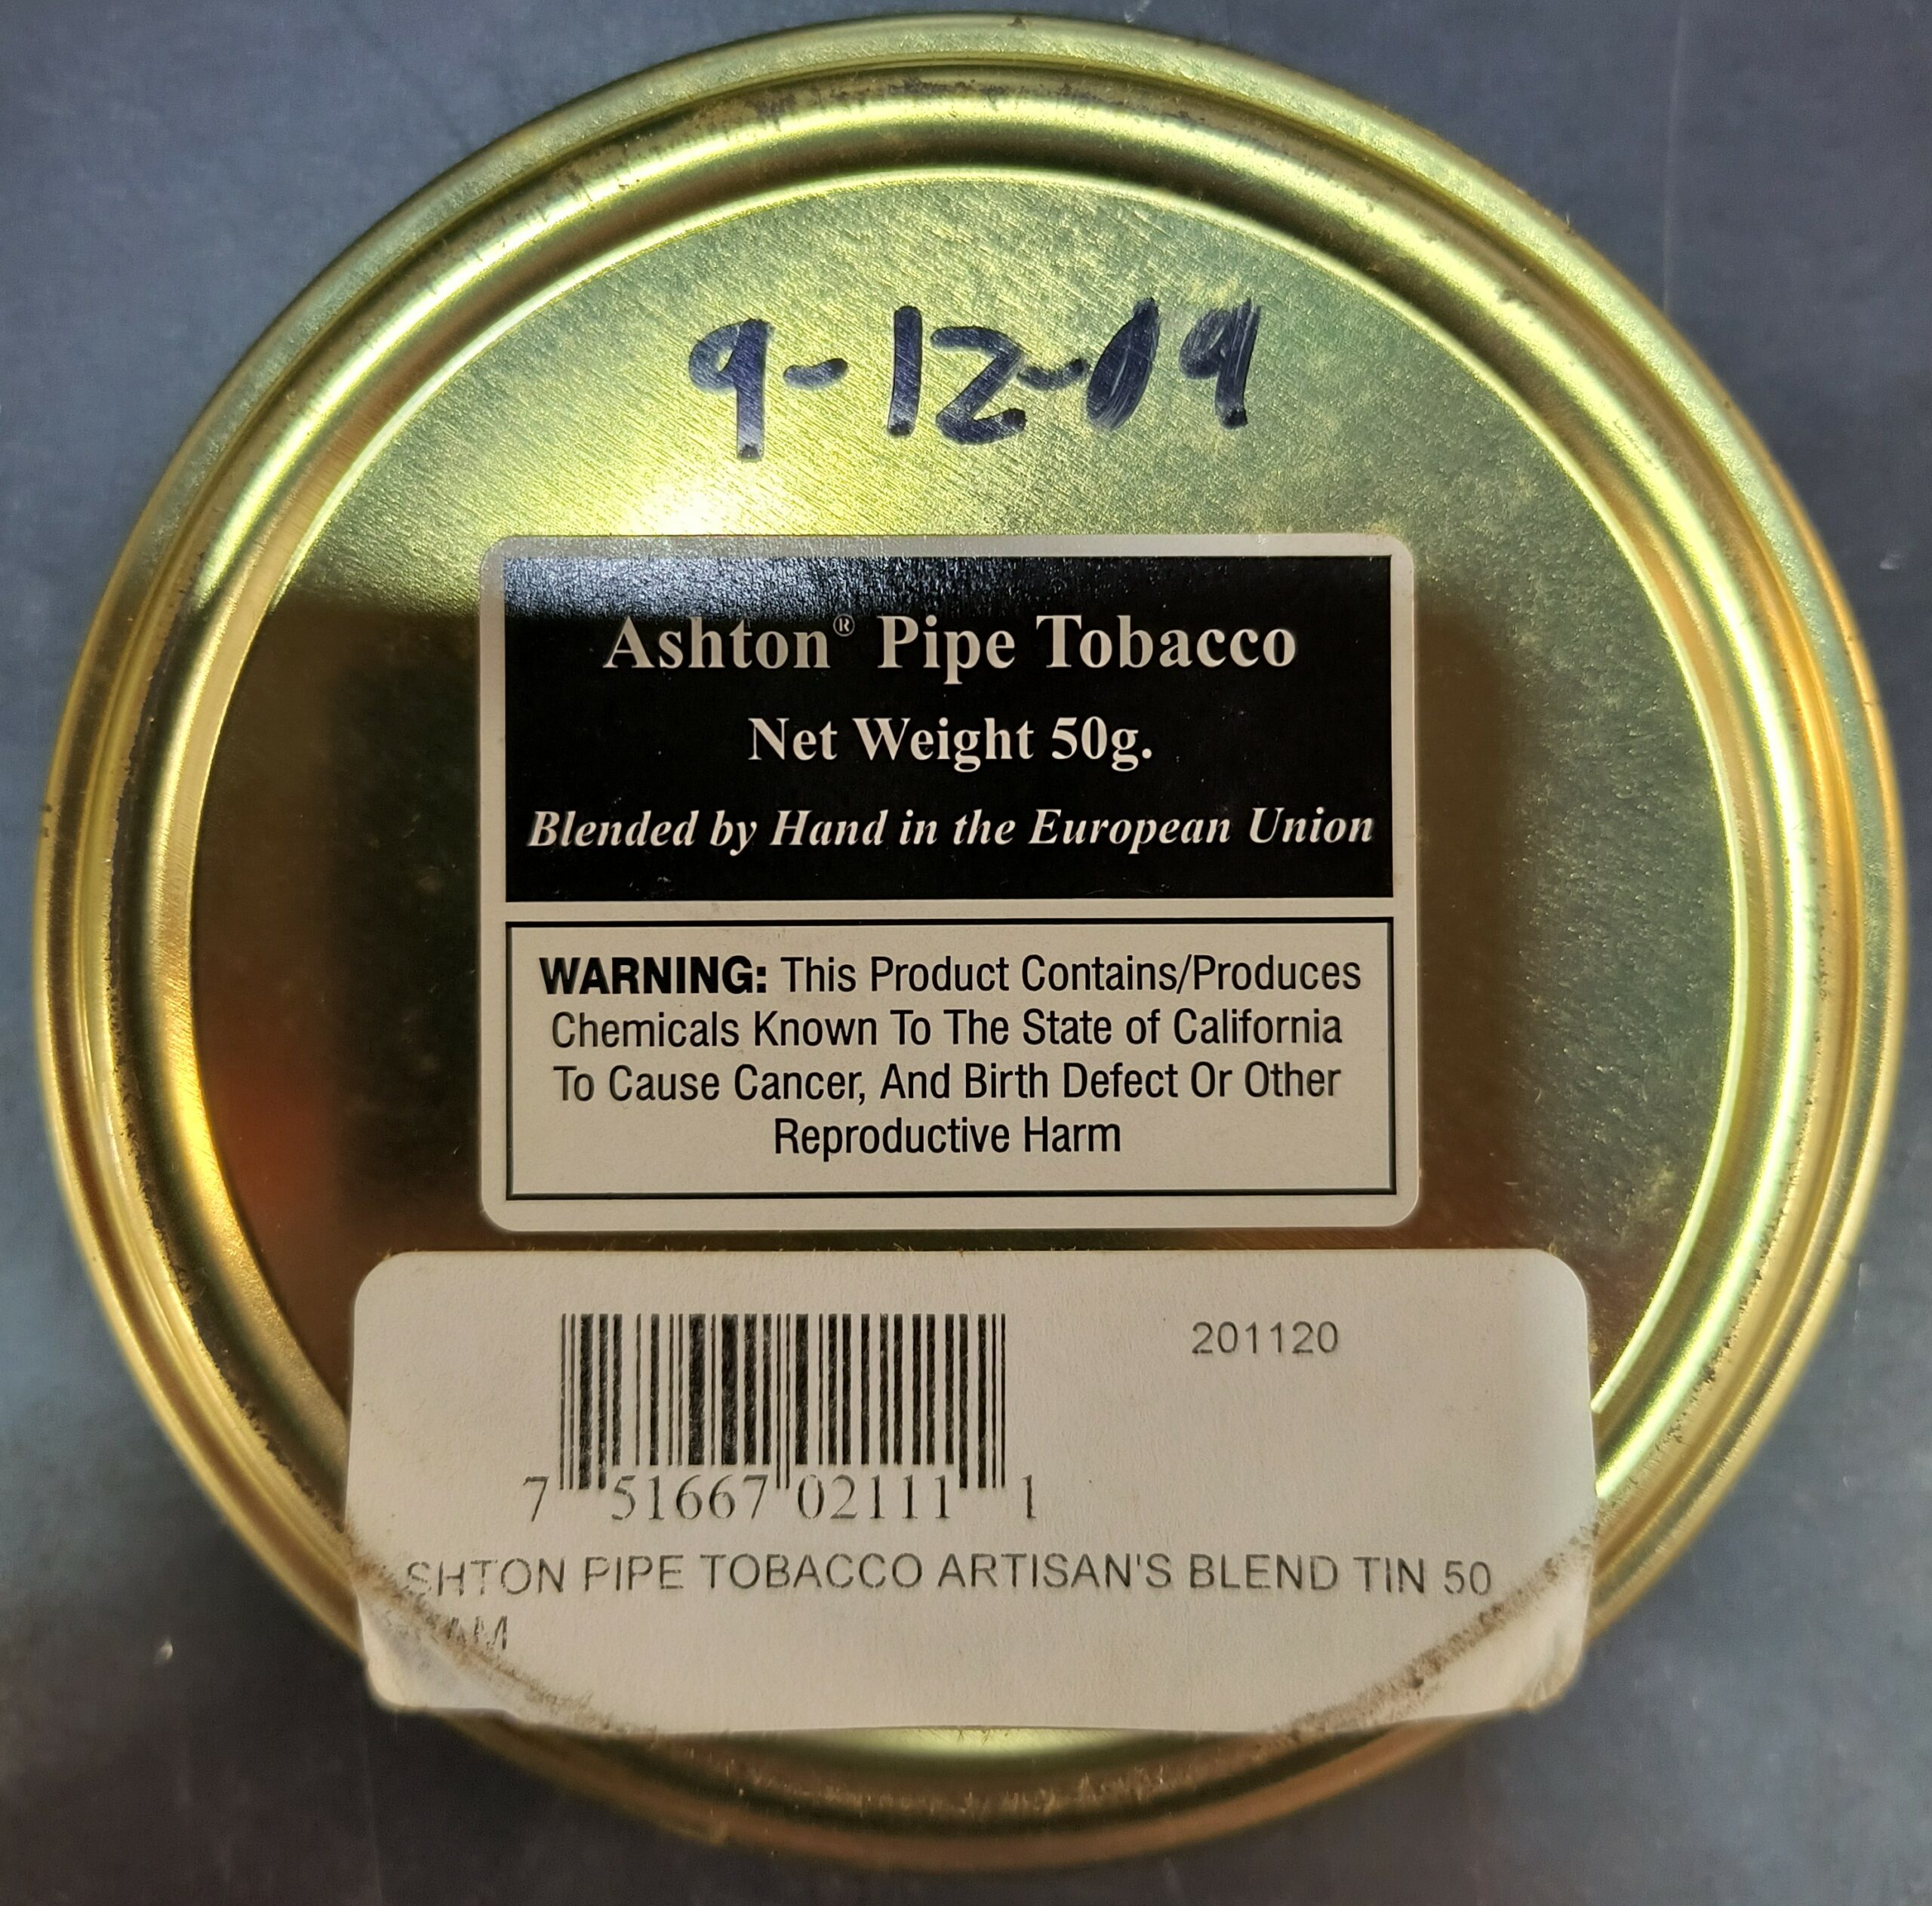 9-12-09
Ashton® Pipe Tobacco
Net Weight 50g.
Blended by Hand in the European Union
WARNING: This Product Contains/Produces
Chemicals Known To The State of California
To Cause Cancer, And Birth Defect Or Other
Reproductive Harm
201120
7 51667 02111 1
SHTON PIPE TOBACCO ARTISAN'S BLEND TIN 50